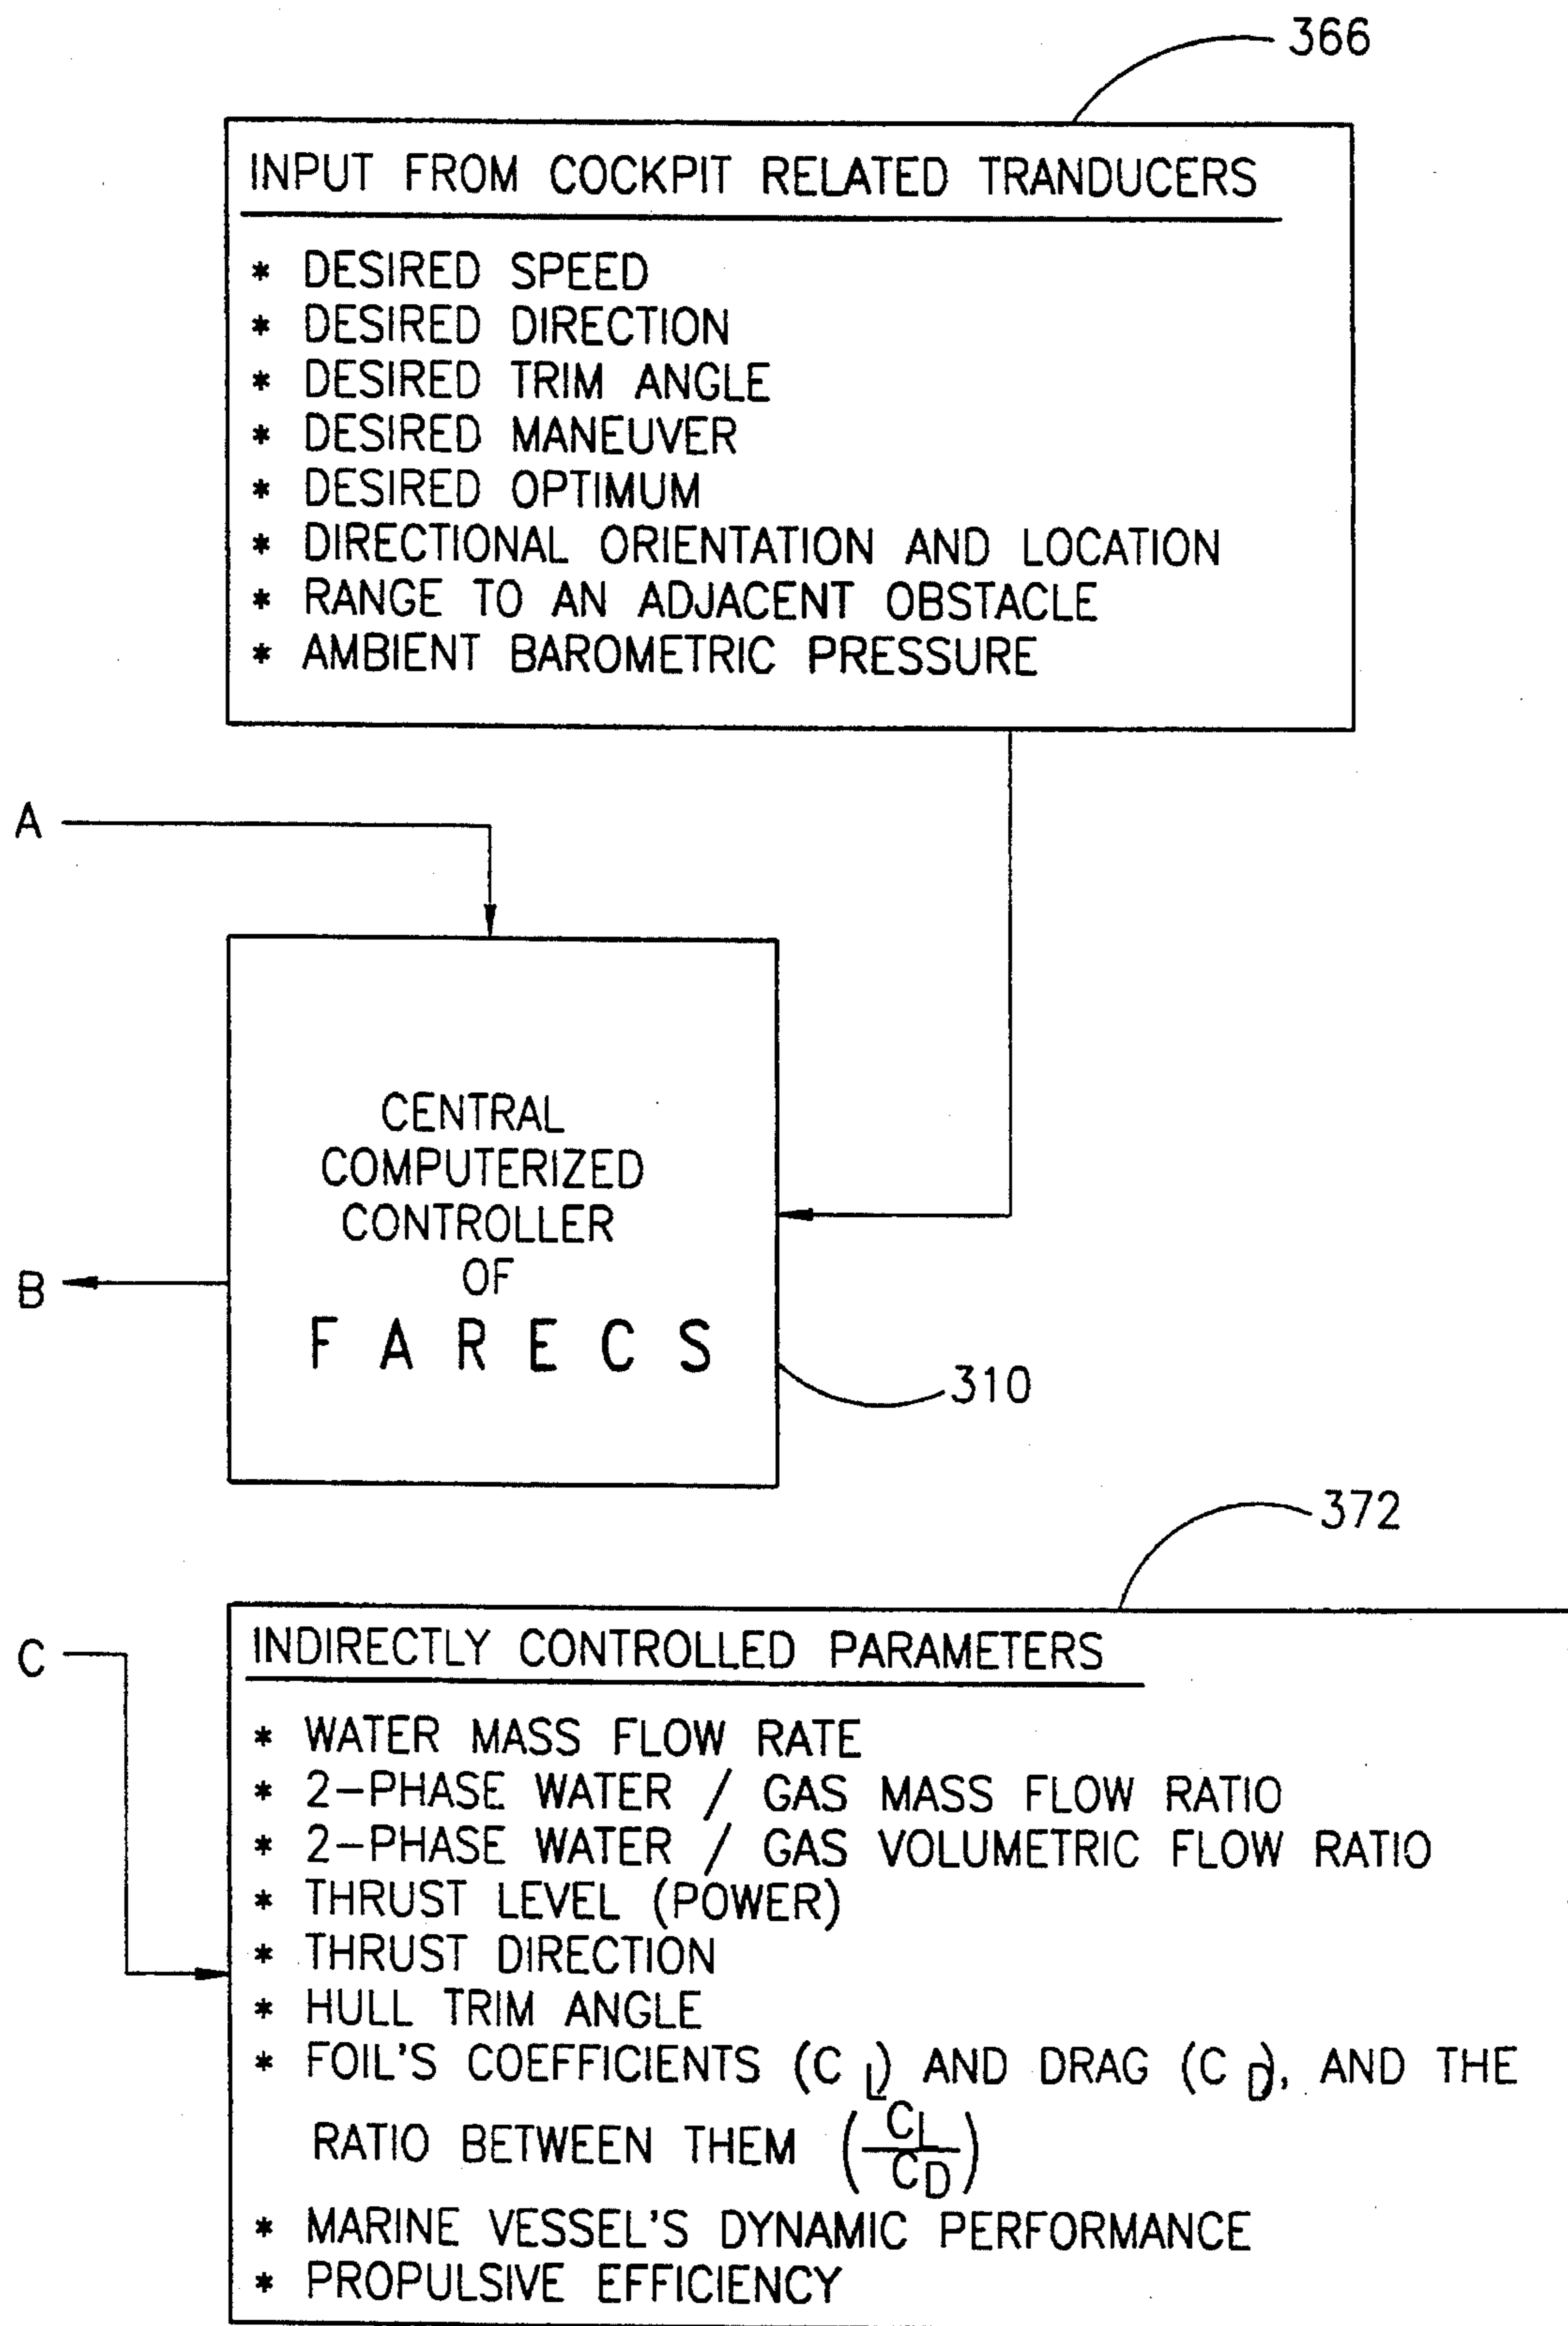 366
INPUT FROM COCKPIT RELATED TRANDUCERS
* DESIRED SPEED
* DESIRED DIRECTION
* DESIRED TRIM ANGLE
* DESIRED MANEUVER
* DESIRED OPTIMUM
* DIRECTIONAL ORIENTATION AND LOCATION
* RANGE TO AN ADJACENT OBSTACLE
* AMBIENT BAROMETRIC PRESSURE
A
CENTRAL
COMPUTERIZED
CONTROLLER
OF
F A R E C S
B
310
372
C
INDIRECTLY CONTROLLED PARAMETERS
* WATER MASS FLOW RATE
* 2-PHASE WATER / GAS MASS FLOW RATIO
* 2-PHASE WATER / GAS VOLUMETRIC FLOW RATIO
* THRUST LEVEL (POWER)
* THRUST DIRECTION
* HULL TRIM ANGLE
* FOIL'S COEFFICIENTS (C L) AND DRAG (C D), AND THE
RATIO BETWEEN THEM (CL/CD)
* MARINE VESSEL'S DYNAMIC PERFORMANCE
* PROPULSIVE EFFICIENCY